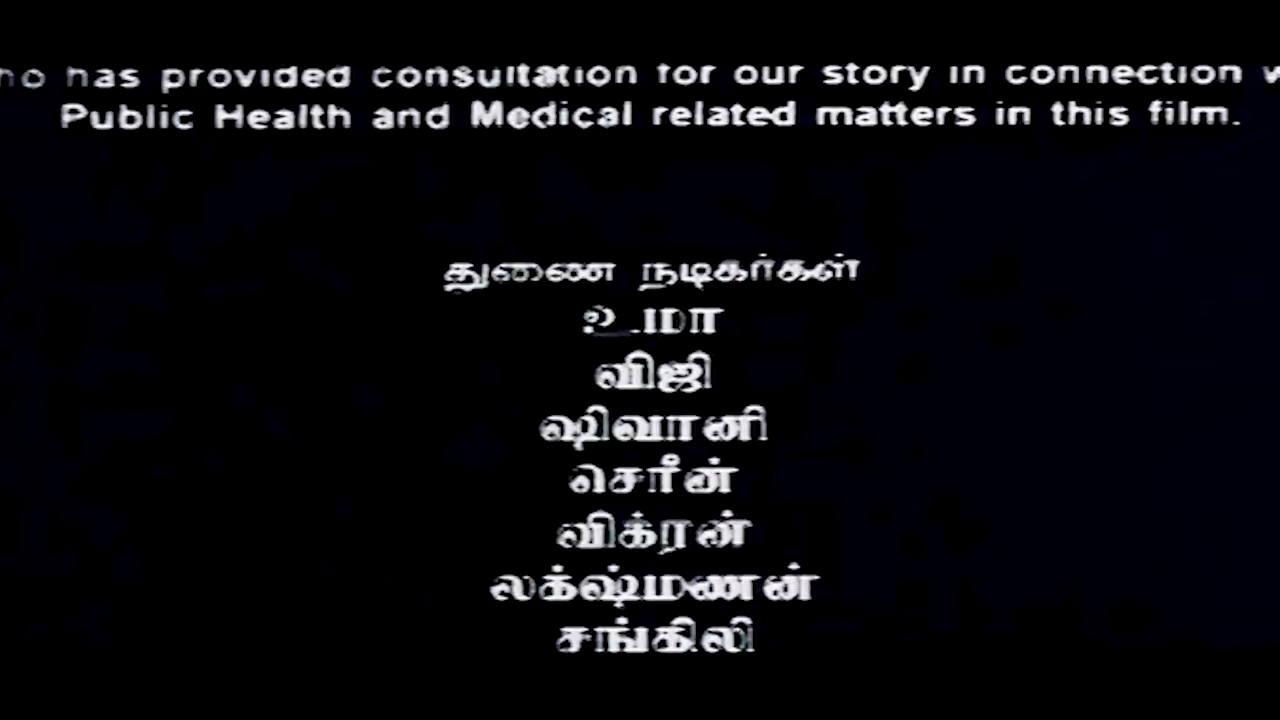 has provided consultation for our story in connection
Public Health and Medical related matters in this film.
துணை நடிகர்கள்
உமா
விஜி
ஷிவானி
செரீன்
விக்ரன்
லக்ஷ்மணன்
சங்கிலி